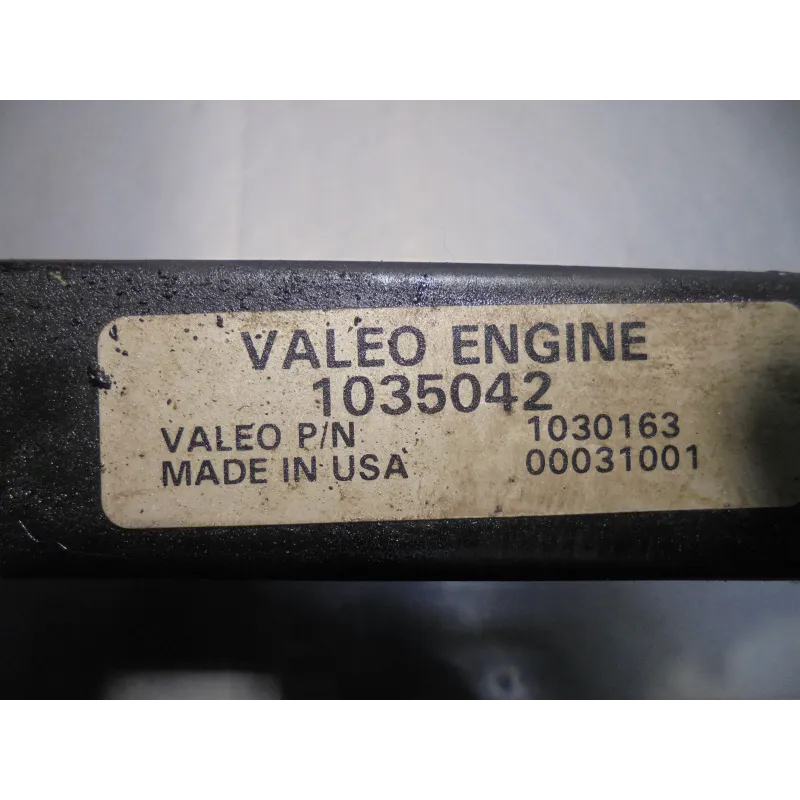 VALEO ENGINE
1035042
VALEO P/N 1030163
MADE IN USA 00031001